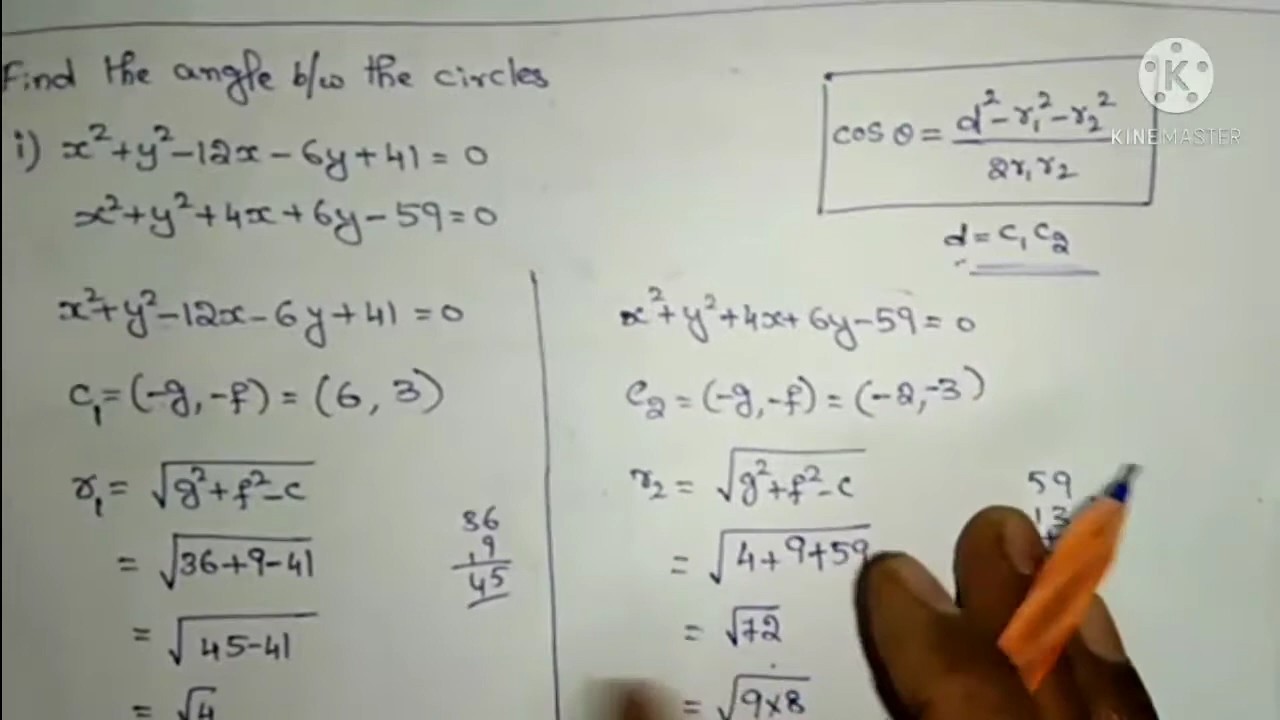 Find the angle b/w the circles
i) x²+y²-12x-6y+41=0
x²+y²+4x+6y-59=0
cos θ = (d²-r₁²-r₂²)/(2r₁r₂)
d = C₁C₂
K
KINEMASTER
x²+y²-12x-6y+41=0
C₁=(-g,-f)=(6,3)
r₁=√(g²+f²-c)
=√(36+9-41)
=√(45-41)
=√4
36
9
45
x²+y²+4x+6y-59=0
C₂=(-g,-f)=(-2,-3)
r₂=√(g²+f²-c)
=√(4+9+59)
=√72
=√(9×8)
59
13